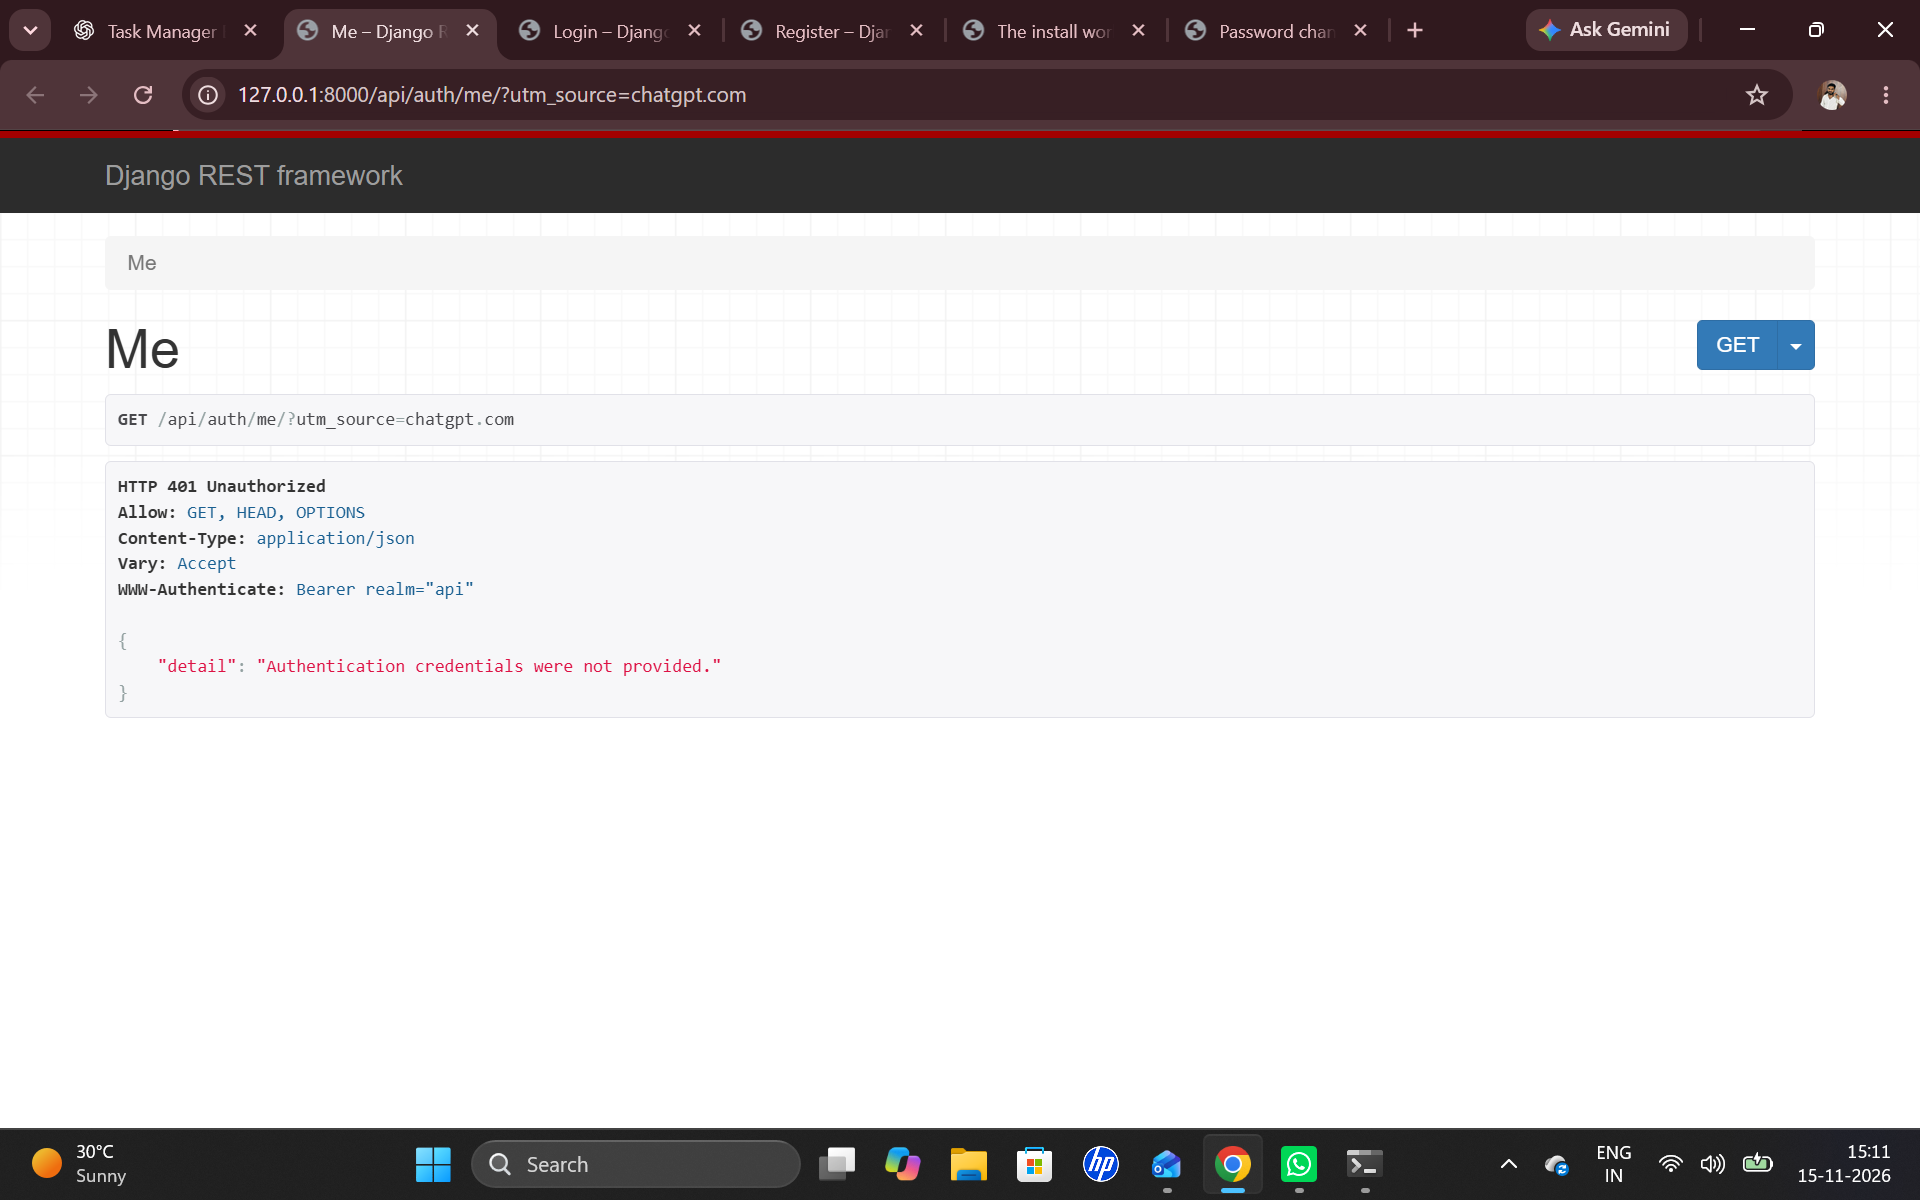 Task Manager
Me – Django R
Login – Django
Register – Djan
The install wor
Password chan
Ask Gemini
127.0.0.1:8000/api/auth/me/?utm_source=chatgpt.com
Django REST framework
Me
Me
GET
GET /api/auth/me/?utm_source=chatgpt.com
HTTP 401 Unauthorized
Allow: GET, HEAD, OPTIONS
Content-Type: application/json
Vary: Accept
WWW-Authenticate: Bearer realm="api"
{
"detail": "Authentication credentials were not provided."
}
30°C
Sunny
Search
hp
ENG
IN
15:11
15-11-2026